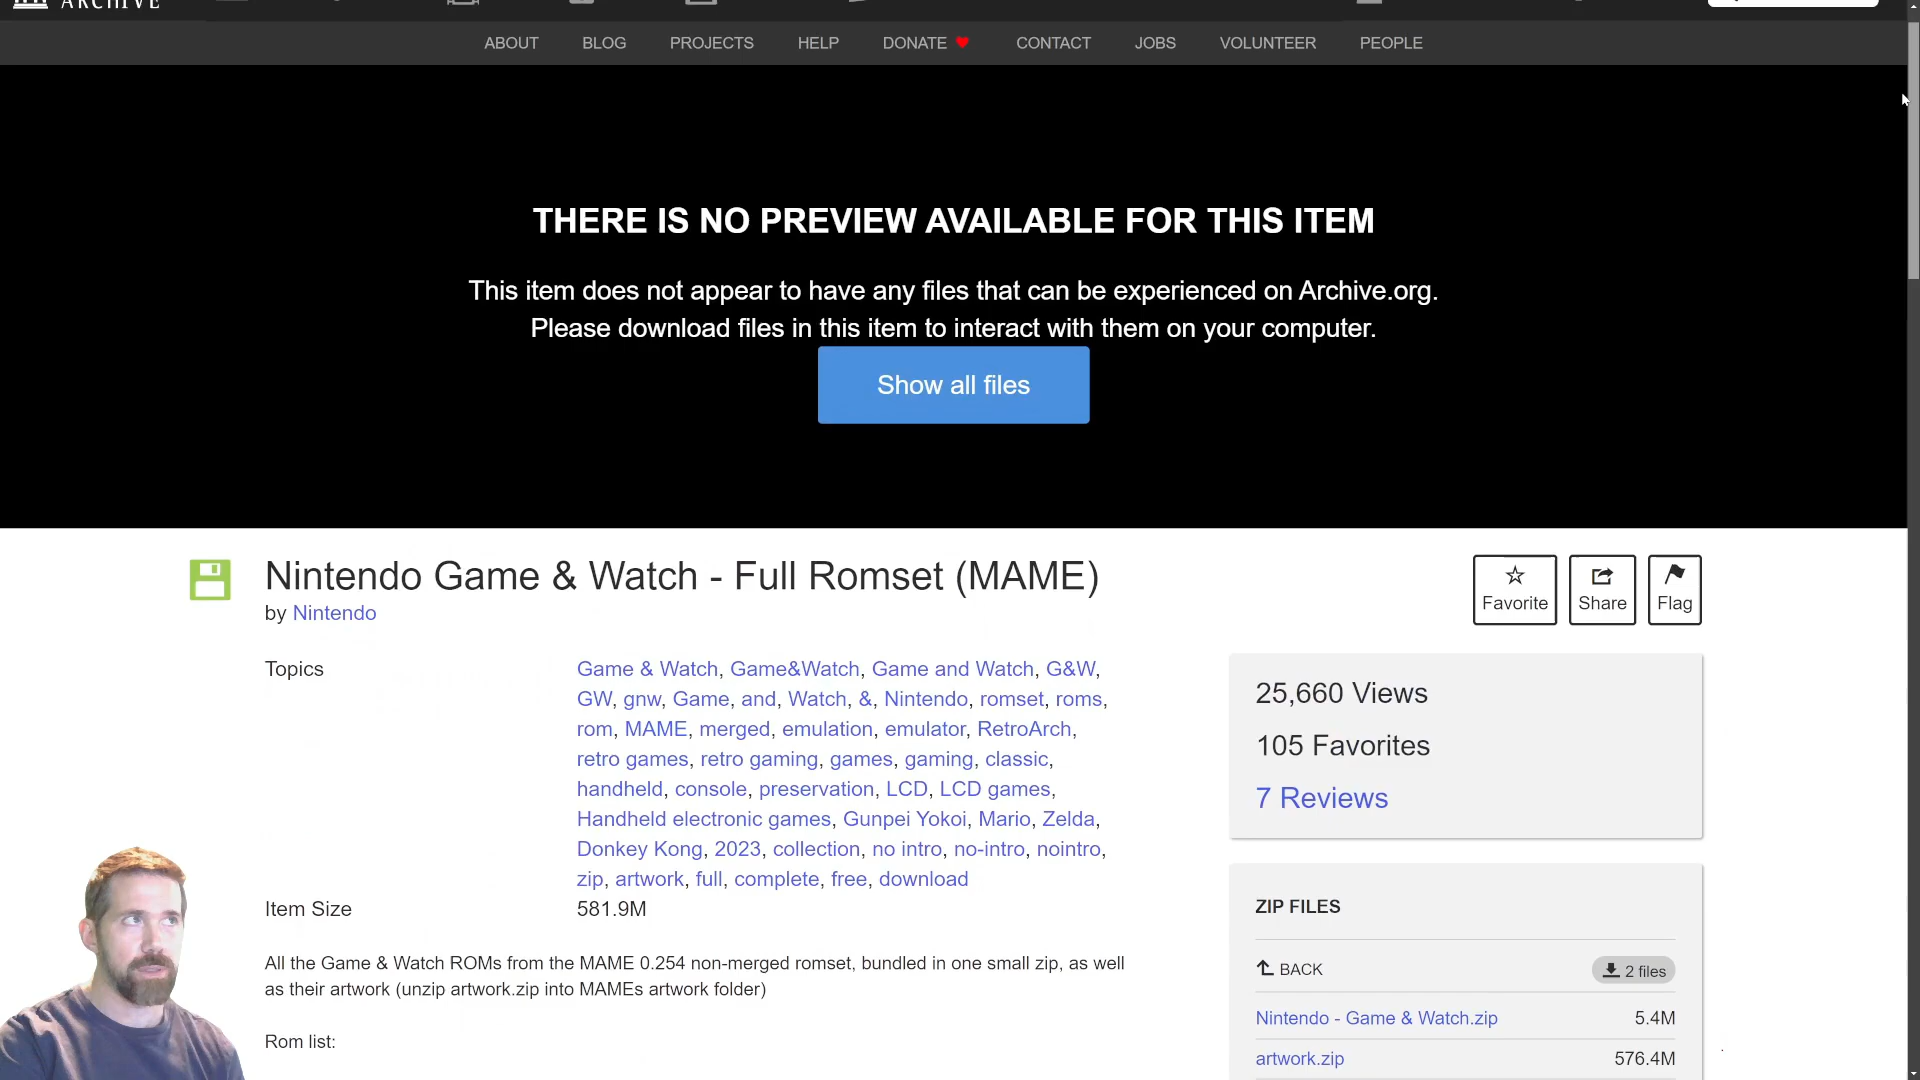 ARCHIVE
ABOUT BLOG PROJECTS HELP DONATE CONTACT JOBS VOLUNTEER PEOPLE
THERE IS NO PREVIEW AVAILABLE FOR THIS ITEM
This item does not appear to have any files that can be experienced on Archive.org.
Please download files in this item to interact with them on your computer.
Show all files
Nintendo Game & Watch - Full Romset (MAME)
by Nintendo
Favorite Share Flag
Topics
Game & Watch, Game&Watch, Game and Watch, G&W,
GW, gnw, Game, and, Watch, &, Nintendo, romset, roms,
rom, MAME, merged, emulation, emulator, RetroArch,
retro games, retro gaming, games, gaming, classic,
handheld, console, preservation, LCD, LCD games,
Handheld electronic games, Gunpei Yokoi, Mario, Zelda,
Donkey Kong, 2023, collection, no intro, no-intro, nointro,
zip, artwork, full, complete, free, download
Item Size 581.9M
All the Game & Watch ROMs from the MAME 0.254 non-merged romset, bundled in one small zip, as well
as their artwork (unzip artwork.zip into MAMEs artwork folder)
Rom list:
25,660 Views
105 Favorites
7 Reviews
ZIP FILES
BACK 2 files
Nintendo - Game & Watch.zip 5.4M
artwork.zip 576.4M